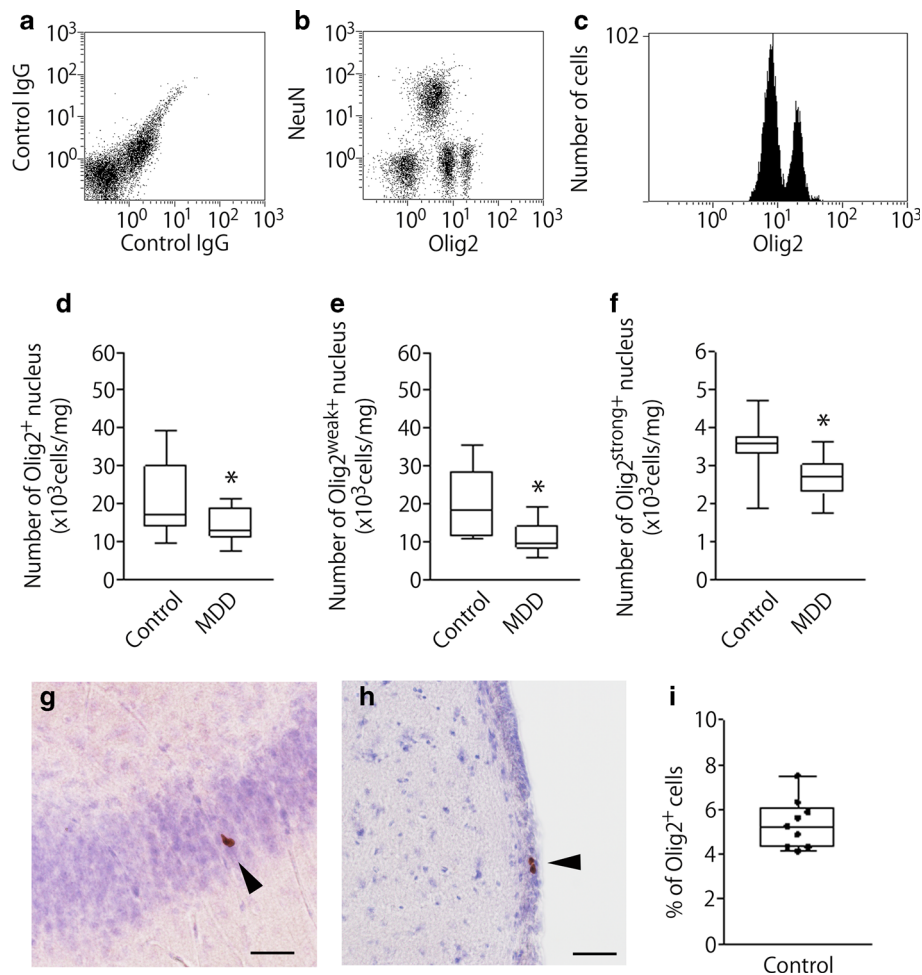 a
Control IgG
10³
10²
10¹
10⁰
10⁰ 10¹ 10² 10³
Control IgG
b
NeuN
10³
10²
10¹
10⁰
10⁰ 10¹ 10² 10³
Olig2
c
Number of cells
102
10⁰ 10¹ 10² 10³
Olig2
d
Number of Olig2⁺ nucleus
(x10³cells/mg)
60
50
40
30
20
10
0
*
Control MDD
e
Number of Olig2ʷᵉᵃᵏ⁺ nucleus
(x10³cells/mg)
60
50
40
30
20
10
0
*
Control MDD
f
Number of Olig2ˢᵗʳᵒⁿᵍ⁺ nucleus
(x10³cells/mg)
6
5
4
3
2
1
0
*
Control MDD
g
h
i
% of Olig2⁺ cells
10
8
6
4
2
0
Control